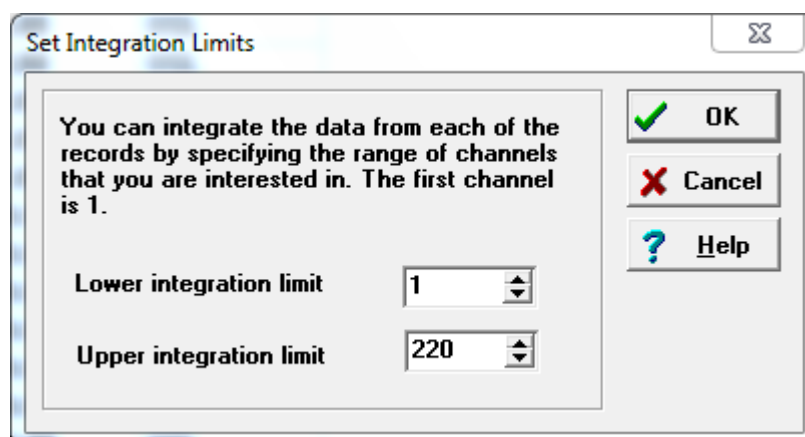 Set Integration Limits
You can integrate the data from each of the
records by specifying the range of channels
that you are interested in. The first channel
is 1.
Lower integration limit
1
Upper integration limit
220
OK
Cancel
Help